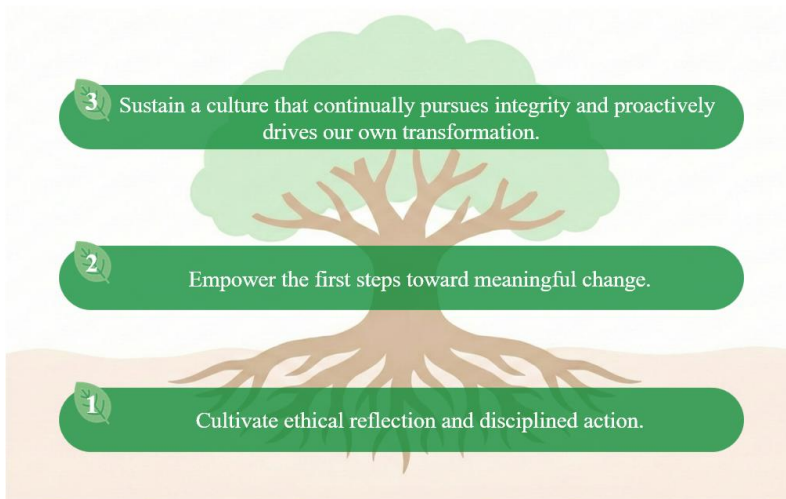 3
Sustain a culture that continually pursues integrity and proactively
drives our own transformation.
2
Empower the first steps toward meaningful change.
1
Cultivate ethical reflection and disciplined action.